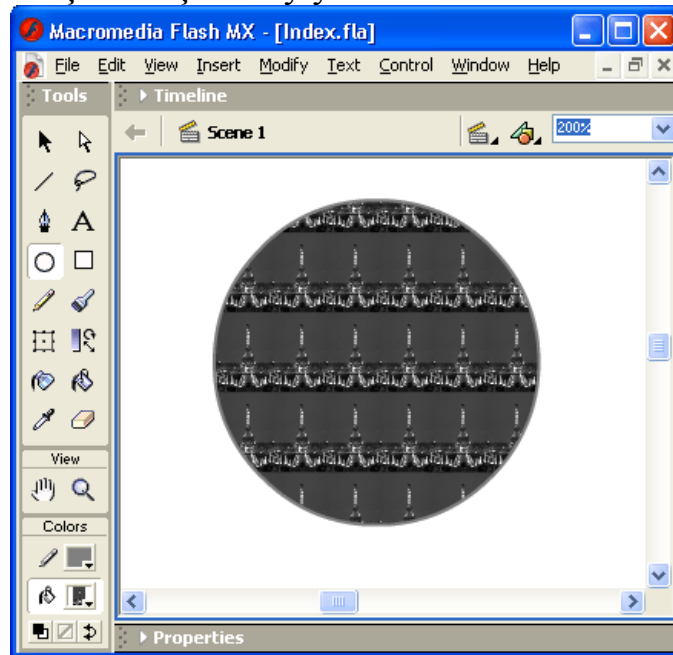 Macromedia Flash MX - [Index.fla]
File Edit View Insert Modify Text Control Window Help
Tools
Timeline
Scene 1
200%
A
View
Colors
Properties